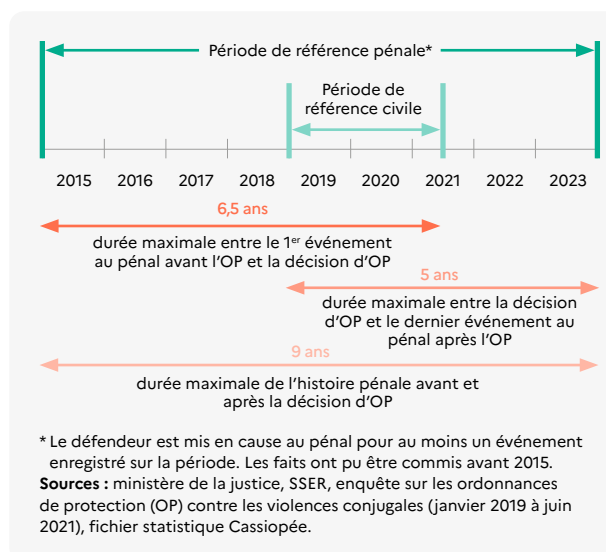 Période de référence pénale*
Période de
référence civile
2015 2016 2017 2018 2019 2020 2021 2022 2023
6,5 ans
durée maximale entre le 1er événement
au pénal avant l’OP et la décision d’OP
5 ans
durée maximale entre la décision
d’OP et le dernier événement au
pénal après l’OP
9 ans
durée maximale de l’histoire pénale avant et
après la décision d’OP
* Le défendeur est mis en cause au pénal pour au moins un événement
enregistré sur la période. Les faits ont pu être commis avant 2015.
Sources : ministère de la justice, SSER, enquête sur les ordonnances
de protection (OP) contre les violences conjugales (janvier 2019 à juin
2021), fichier statistique Cassiopée.